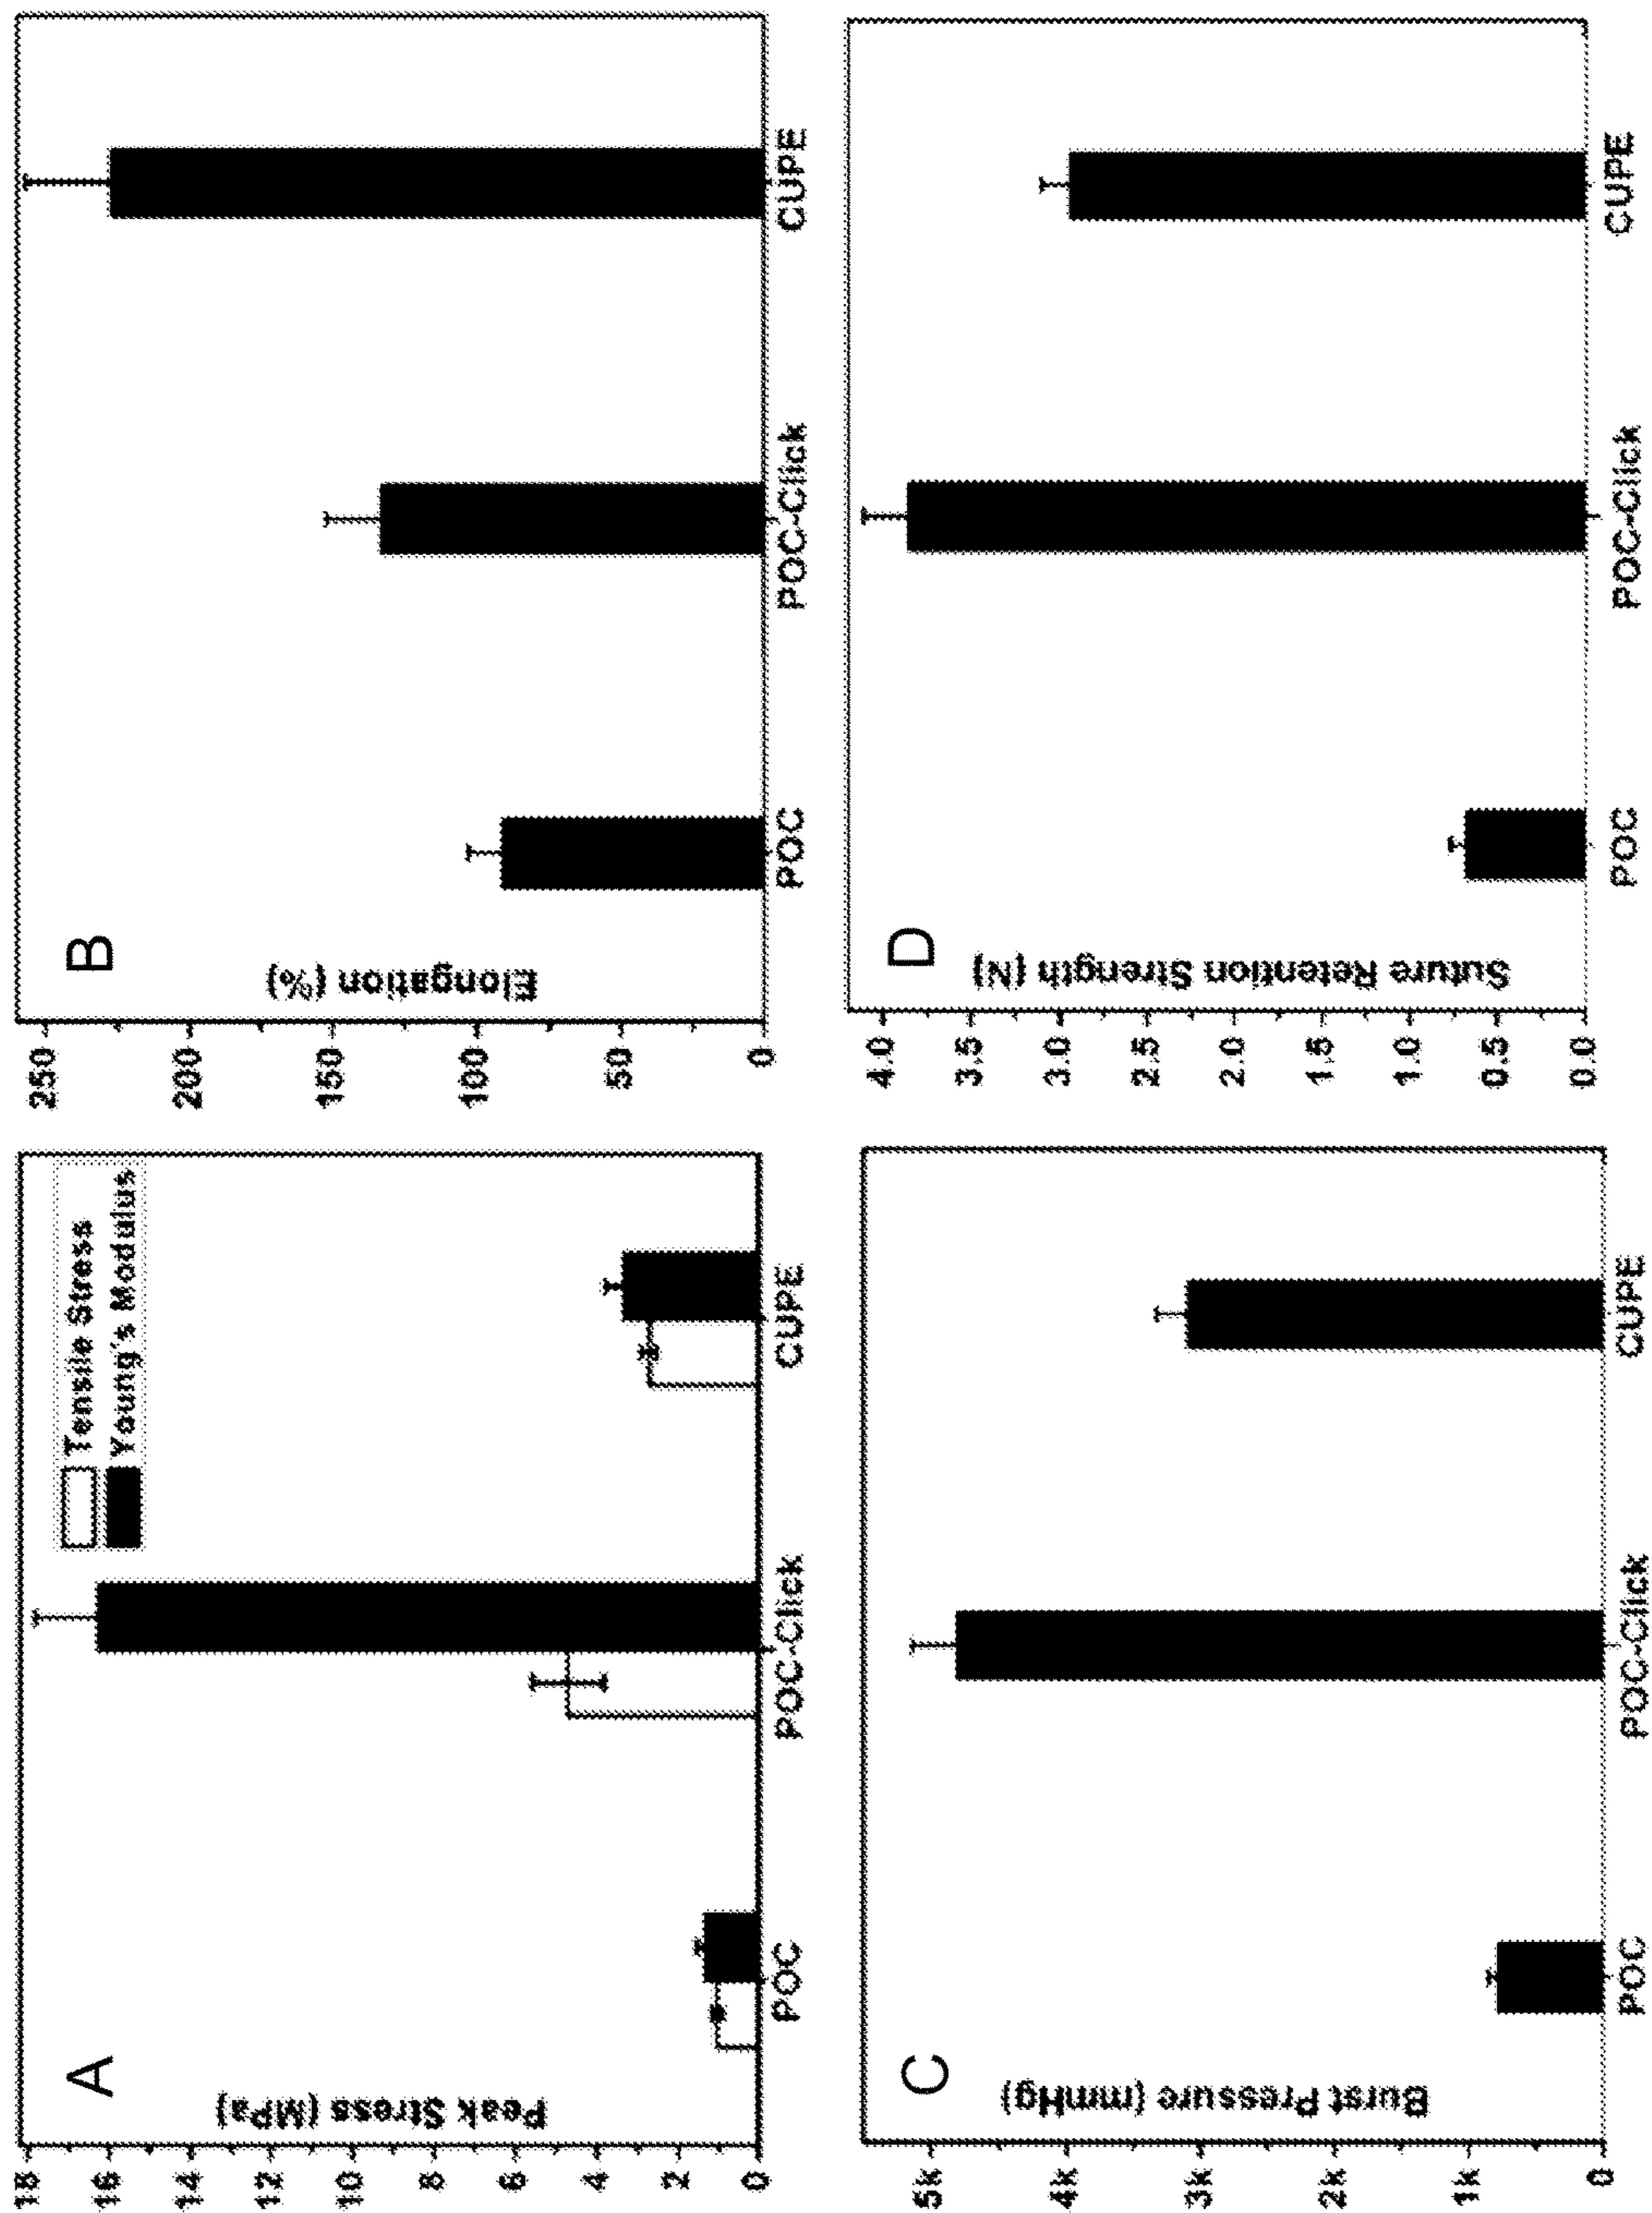 A
Peak Stress (MPa)
18
16
14
12
10
8
6
4
2
0
Tensile Stress
Young's Modulus
POC
POC-Click
CUPE
B
Elongation (%)
250
200
150
100
50
0
POC
POC-Click
CUPE
C
Burst Pressure (mmHg)
5k
4k
3k
2k
1k
0
POC
POC-Click
CUPE
D
Suture Retention Strength (N)
4.0
3.5
3.0
2.5
2.0
1.5
1.0
0.5
0.0
POC
POC-Click
CUPE